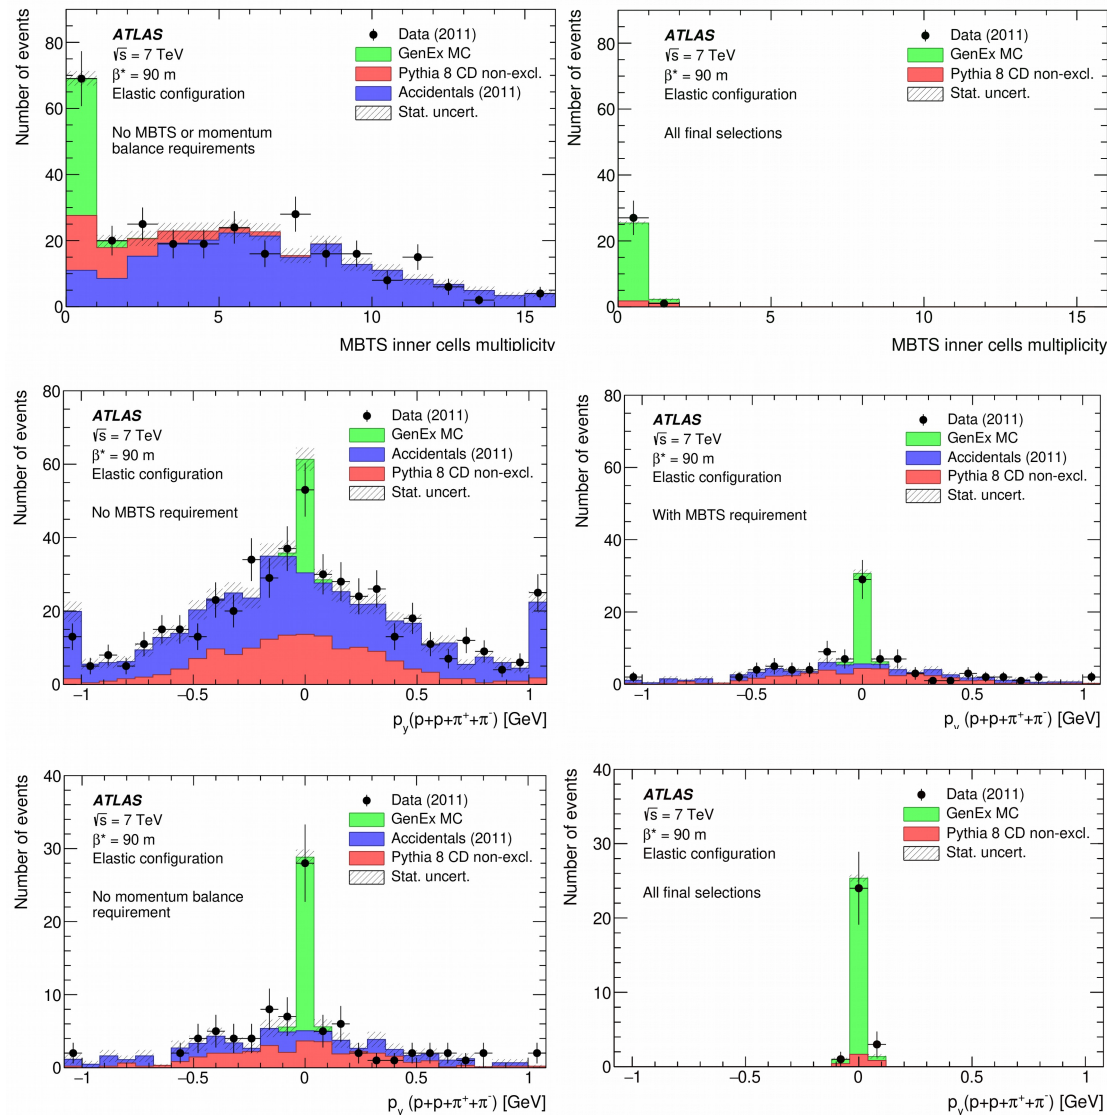 Number of events
80
60
40
20
0
0
5
10
15
MBTS inner cells multiplicity
ATLAS
√s = 7 TeV
β* = 90 m
Elastic configuration
No MBTS or momentum
balance requirements
Data (2011)
GenEx MC
Pythia 8 CD non-excl.
Accidentals (2011)
Stat. uncert.
Number of events
80
60
40
20
0
0
5
10
15
MBTS inner cells multiplicity
ATLAS
√s = 7 TeV
β* = 90 m
Elastic configuration
All final selections
Data (2011)
GenEx MC
Pythia 8 CD non-excl.
Stat. uncert.
Number of events
80
60
40
20
0
−1
−0.5
0
0.5
1
p_y(p+p+π⁺+π⁻) [GeV]
ATLAS
√s = 7 TeV
β* = 90 m
Elastic configuration
No MBTS requirement
Data (2011)
GenEx MC
Accidentals (2011)
Pythia 8 CD non-excl.
Stat. uncert.
Number of events
80
60
40
20
0
−1
−0.5
0
0.5
1
p_y(p+p+π⁺+π⁻) [GeV]
ATLAS
√s = 7 TeV
β* = 90 m
Elastic configuration
With MBTS requirement
Data (2011)
GenEx MC
Accidentals (2011)
Pythia 8 CD non-excl.
Stat. uncert.
Number of events
40
30
20
10
0
−1
−0.5
0
0.5
1
p_y(p+p+π⁺+π⁻) [GeV]
ATLAS
√s = 7 TeV
β* = 90 m
Elastic configuration
No momentum balance
requirement
Data (2011)
GenEx MC
Accidentals (2011)
Pythia 8 CD non-excl.
Stat. uncert.
Number of events
40
30
20
10
0
−1
−0.5
0
0.5
1
p_y(p+p+π⁺+π⁻) [GeV]
ATLAS
√s = 7 TeV
β* = 90 m
Elastic configuration
All final selections
Data (2011)
GenEx MC
Pythia 8 CD non-excl.
Stat. uncert.